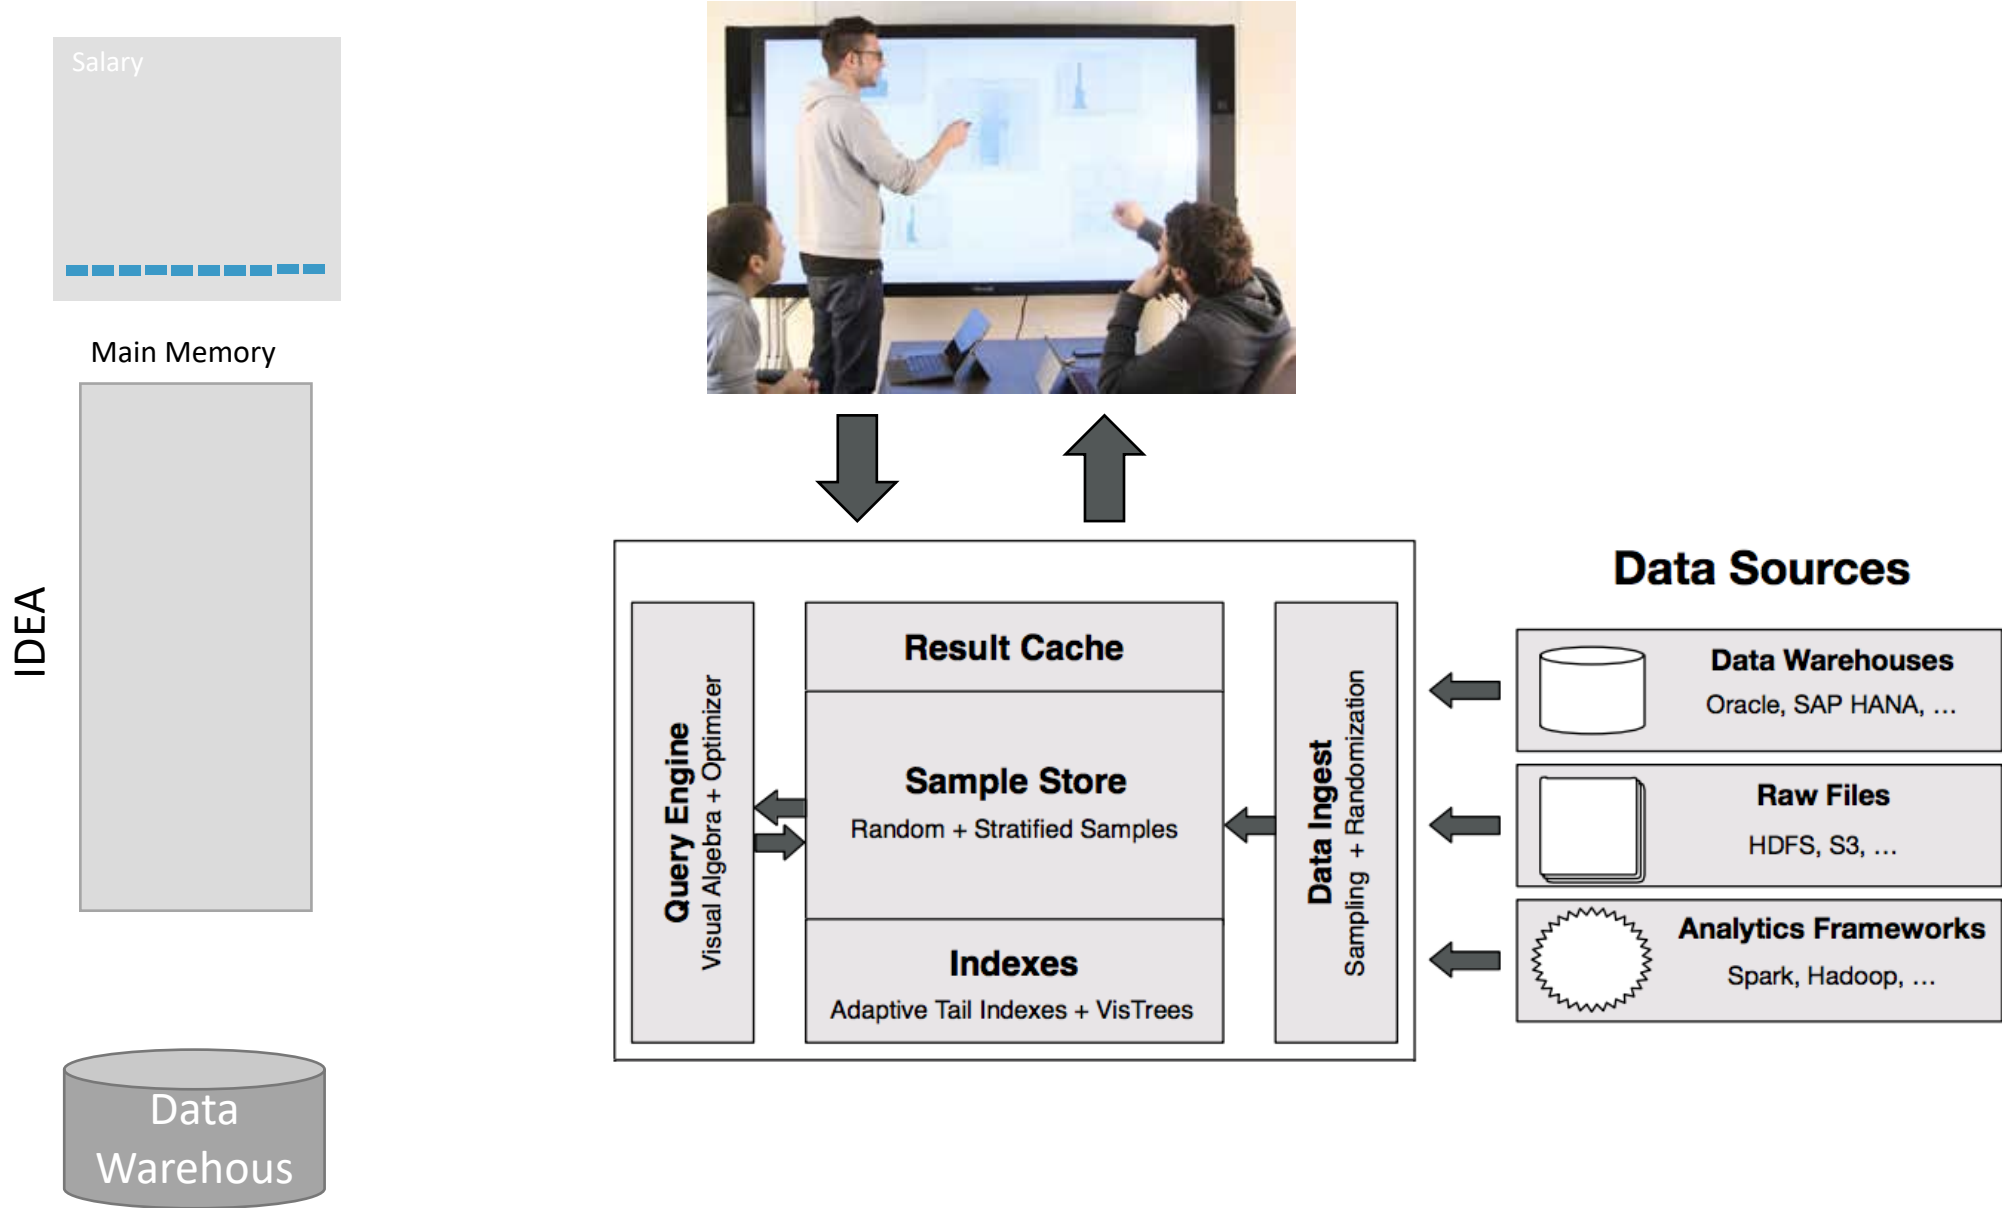 Salary
Main Memory
IDEA
Data
Warehous
Query Engine
Visual Algebra + Optimizer
Result Cache
Sample Store
Random + Stratified Samples
Indexes
Adaptive Tail Indexes + VisTrees
Data Ingest
Sampling + Randomization
Data Sources
Data Warehouses
Oracle, SAP HANA, …
Raw Files
HDFS, S3, …
Analytics Frameworks
Spark, Hadoop, …